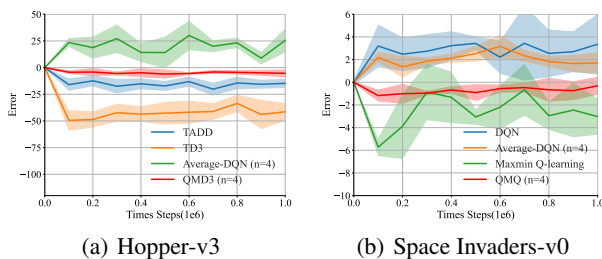 50
25
0
−25
−50
−75
−100
Error
0.0 0.2 0.4 0.6 0.8 1.0
Times Steps(1e6)
TADD
TD3
Average-DQN (n=4)
QMD3 (n=4)
(a) Hopper-v3
6
4
2
0
−2
−4
−6
−8
−10
Error
0.0 0.2 0.4 0.6 0.8 1.0
Times Steps(1e6)
DQN
Average-DQN (n=4)
Maxmin Q-learning
QMQ (n=4)
(b) Space Invaders-v0